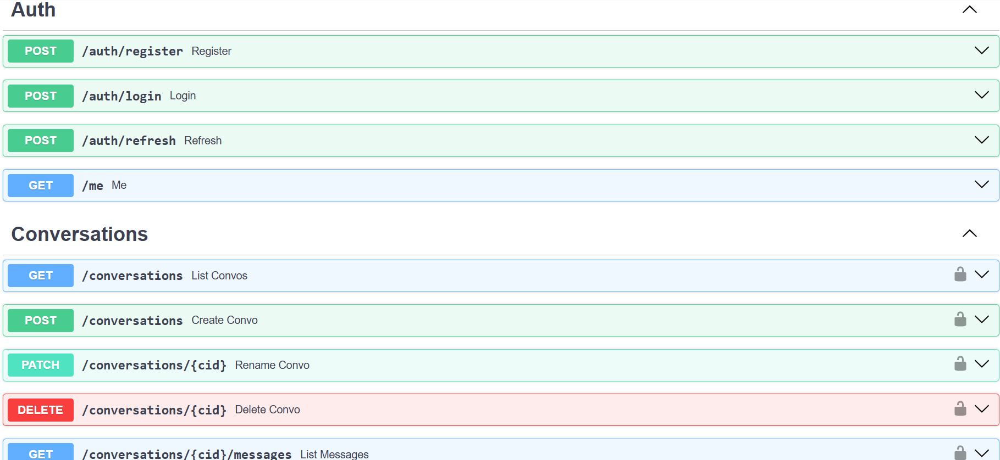 Auth
POST /auth/register Register
POST /auth/login Login
POST /auth/refresh Refresh
GET /me Me
Conversations
GET /conversations List Convos
POST /conversations Create Convo
PATCH /conversations/{cid} Rename Convo
DELETE /conversations/{cid} Delete Convo
GET /conversations/{cid}/messages List Messages